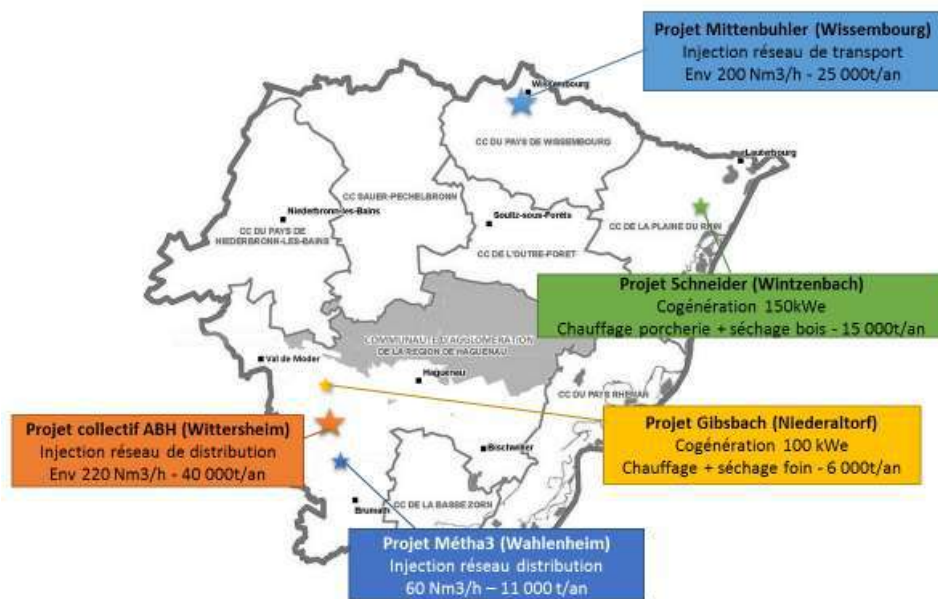 Projet Mittenbuhler (Wissembourg)
Injection réseau de transport
Env 200 Nm3/h - 25 000t/an
Wissembourg
CC DU PAYS DE WISSEMBOURG
Lauterbourg
CC SAUER-PECHELBRONN
Niederbronn-les-Bains
CC DU PAYS DE
NIEDERBRONN-LES-BAINS
Soultz-sous-Forêts
CC DE LA PLAINE DU RHIN
CC DE L'OUTRE-FORET
Projet Schneider (Wintzenbach)
Cogénération 150kWe
Chauffage porcherie + séchage bois - 15 000t/an
COMMUNAUTE D'AGGLOMERATION
DE LA REGION DE HAGUENAU
Val de Moder
Haguenau
CC DU PAYS RHENAN
Projet collectif ABH (Wittersheim)
Injection réseau de distribution
Env 220 Nm3/h - 40 000t/an
Projet Gibsbach (Niederaltorf)
Cogénération 100 kWe
Chauffage + séchage foin - 6 000t/an
Bischwiller
CC DE LA BASSE ZORN
Brumath
Projet Métha3 (Wahlenheim)
Injection réseau distribution
60 Nm3/h – 11 000 t/an